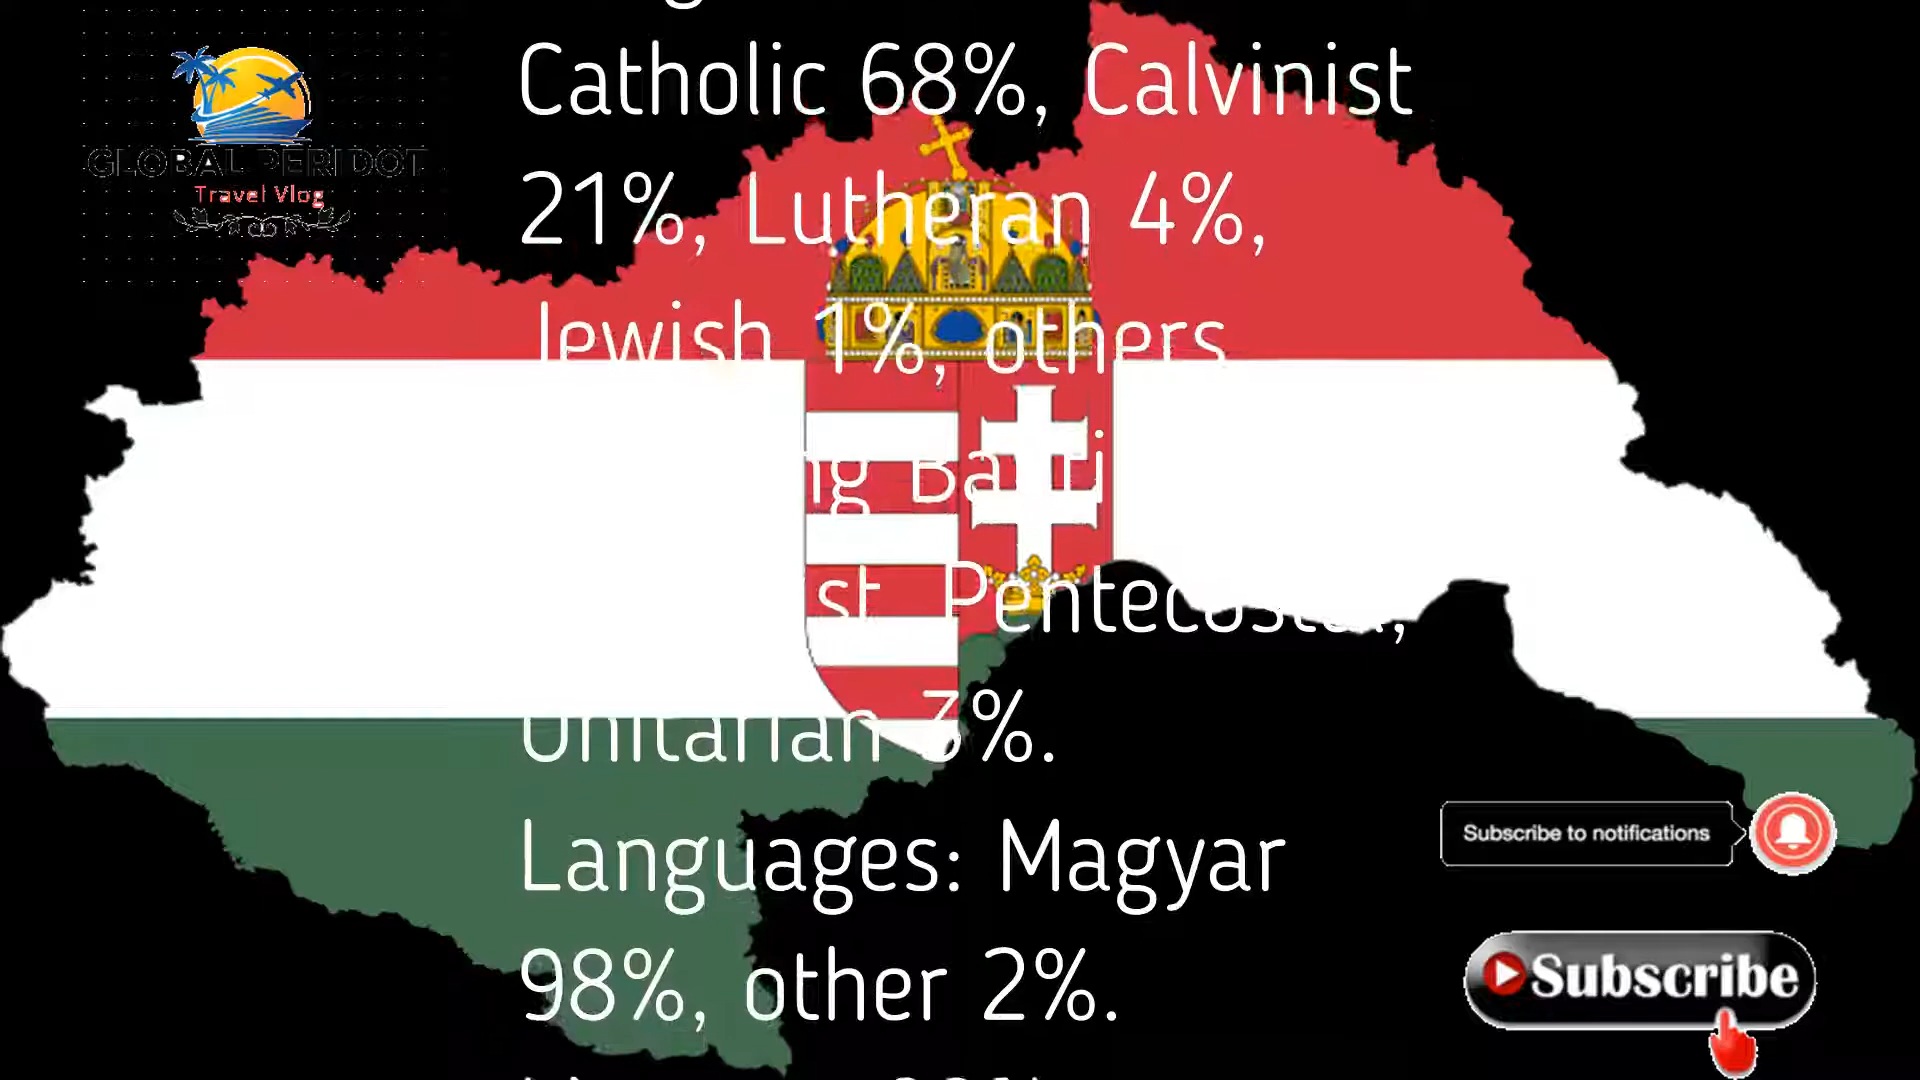 GLOBAL PERIDOT
Travel Vlog
Catholic 68%, Calvinist
21%, Lutheran 4%,
Jewish 1%, others
Pentecostal,
Unitarian 3%.
Languages: Magyar
98%, other 2%.
Subscribe to notifications
Subscribe